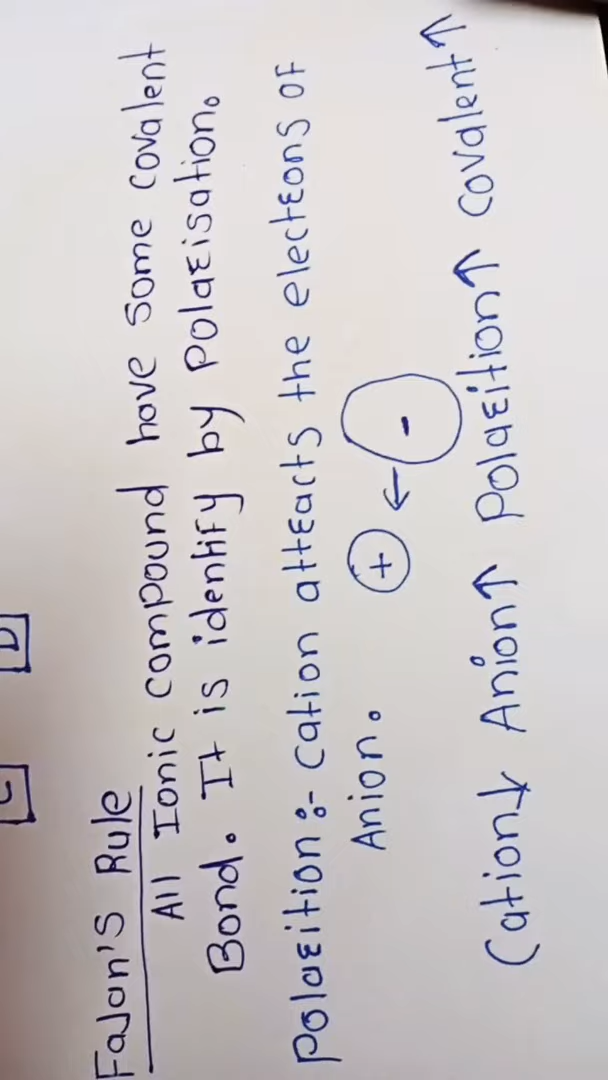 Fajan's Rule
All Ionic compound have some covalent
Bond. It is identify by Polarisation.
Polarition :- Cation attracts the electrons of
Anion.
+ ← -
Cation↓ Anion↑ Polarition↑ Covalent↑